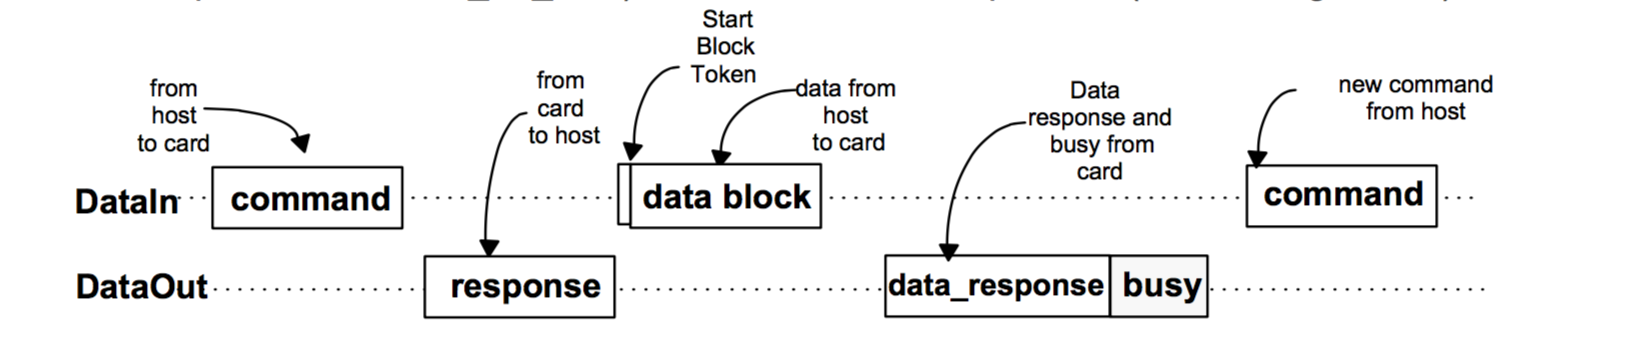 Start
Block
Token
from
host
to card
from
card
to host
data from
host
to card
Data
response and
busy from
card
new command
from host
DataIn
command
data block
command
DataOut
response
data_response
busy